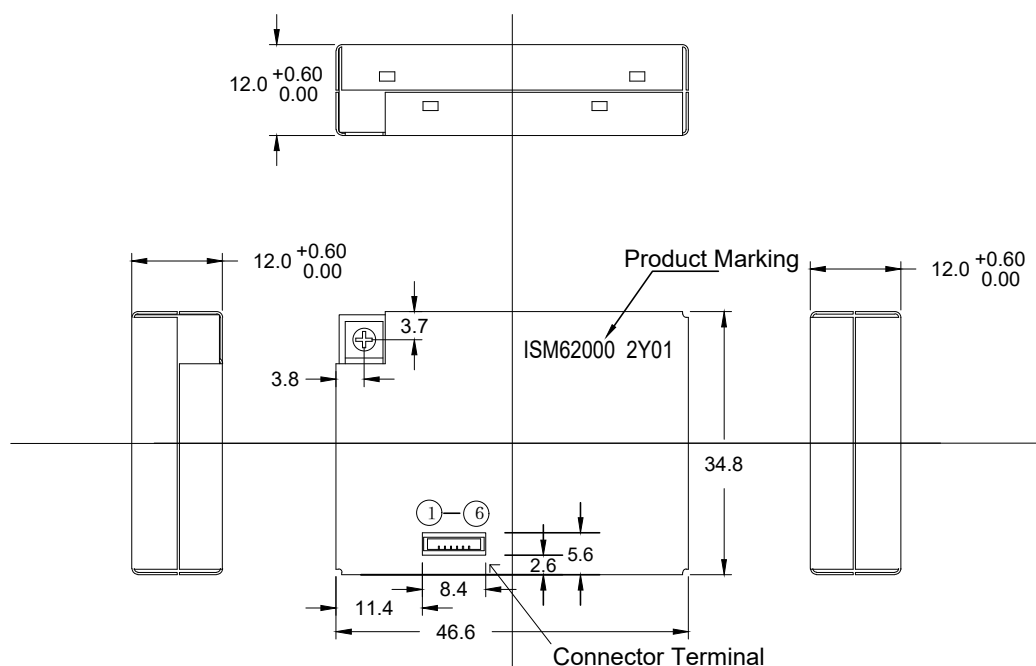 12.0 +0.60 0.00
12.0 +0.60 0.00
Product Marking
12.0 +0.60 0.00
3.7
ISM62000 2Y01
3.8
34.8
①—⑥
5.6
2.6
8.4
11.4
46.6
Connector Terminal